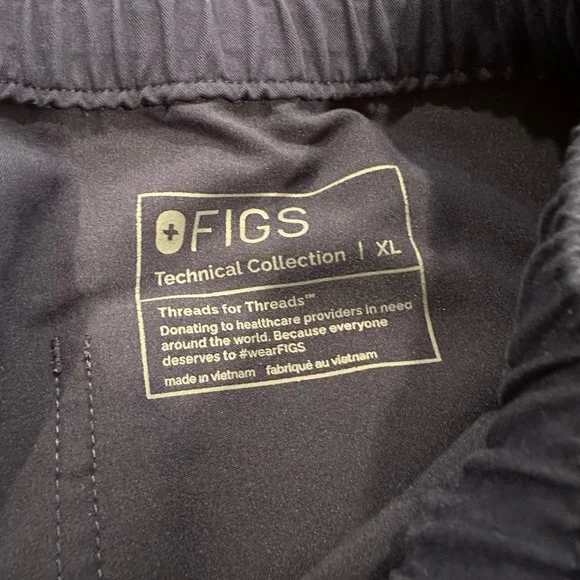 FIGS
Technical Collection | XL
Threads for Threads™
Donating to healthcare providers in need
around the world. Because everyone
deserves to #wearFIGS
made in vietnam fabriqué au vietnam